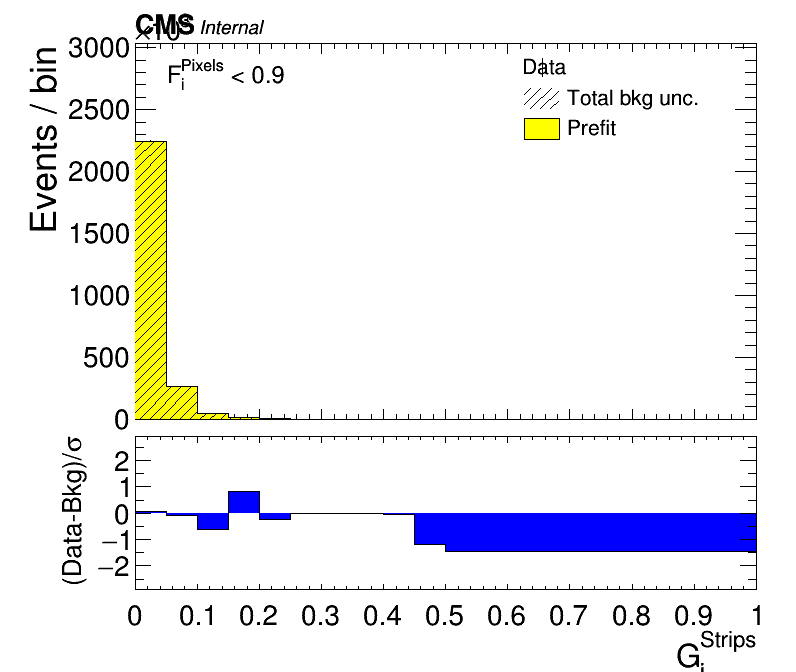 CMS Internal
×10³
Events / bin
3000
2500
2000
1500
1000
500
0
F_i^Pixels < 0.9
Data
Total bkg unc.
Prefit
(Data-Bkg)/σ
2
1
0
−1
−2
0 0.1 0.2 0.3 0.4 0.5 0.6 0.7 0.8 0.9 1
G_i^Strips